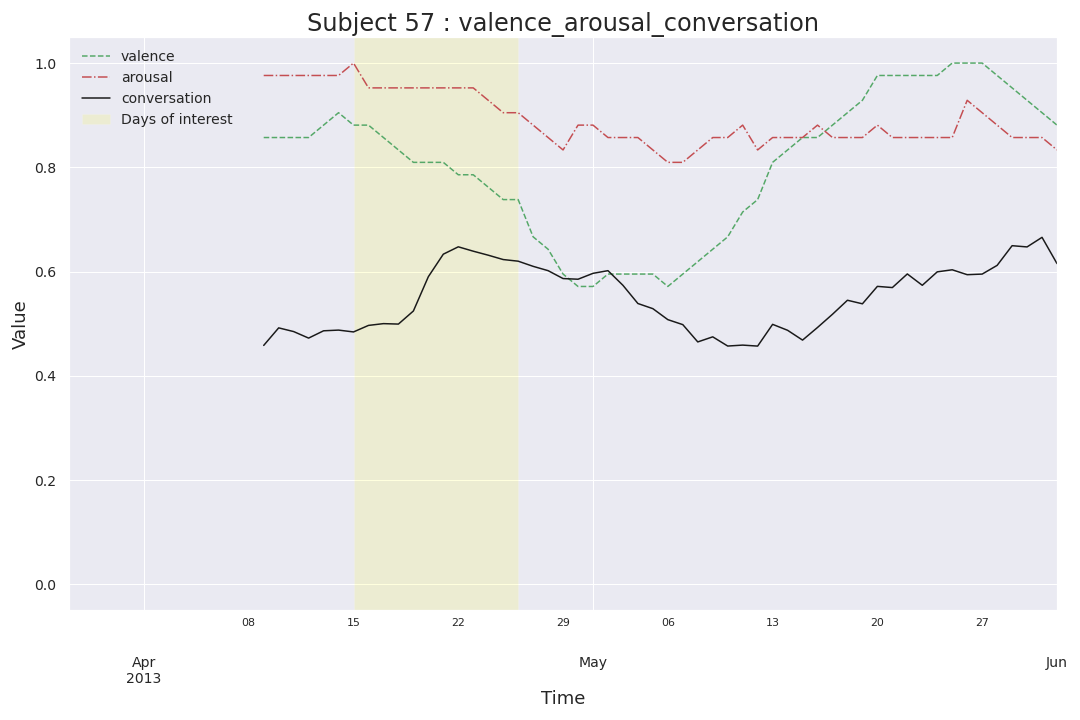 Subject 57 : valence_arousal_conversation
valence
arousal
conversation
Days of interest
1.0
0.8
0.6
0.4
0.2
0.0
Value
08 15 22 29 06 13 20 27
Apr May Jun
2013
Time